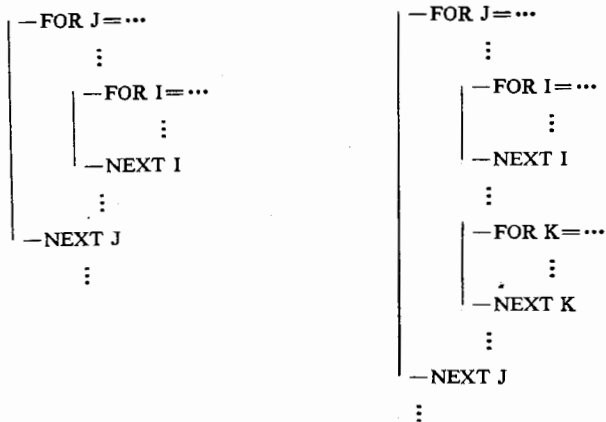 FOR J=···
⋮
FOR I=···
⋮
NEXT I
⋮
NEXT J
⋮
FOR J=···
⋮
FOR I=···
⋮
NEXT I
⋮
FOR K=···
⋮
NEXT K
⋮
NEXT J
⋮